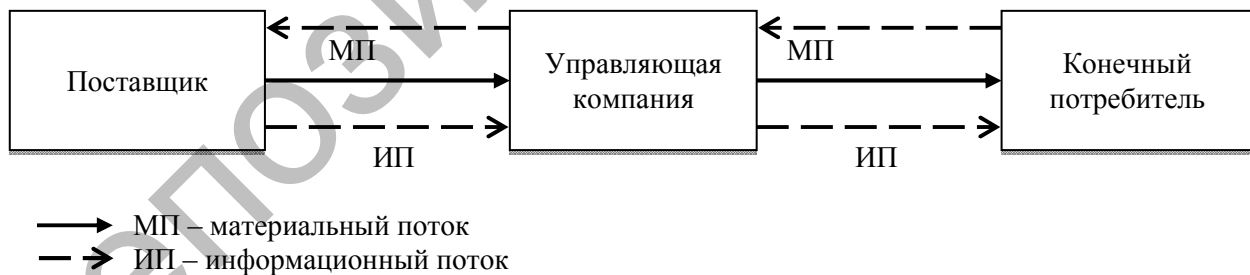 МП
МП
Поставщик
Управляющая
компания
Конечный
потребитель
ИП
ИП
МП – материальный поток
ИП – информационный поток